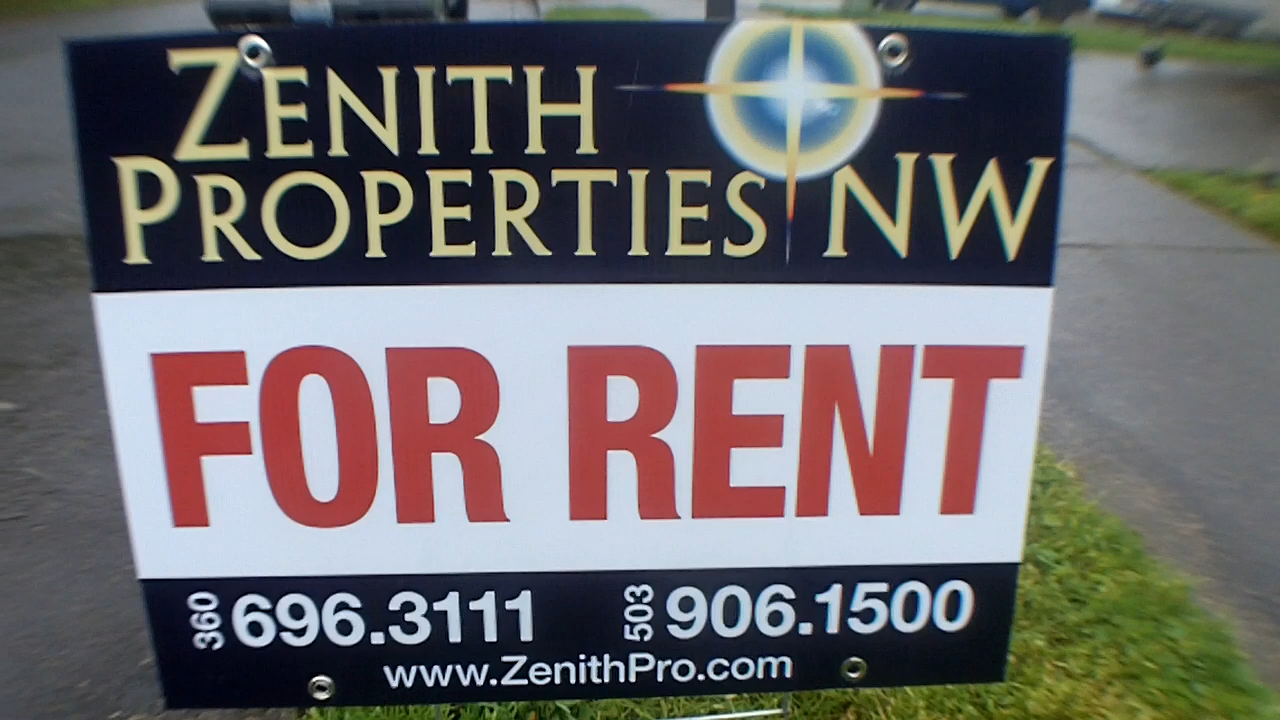 ZENITH
PROPERTIES NW
FOR RENT
360 696.3111 503 906.1500
www.ZenithPro.com